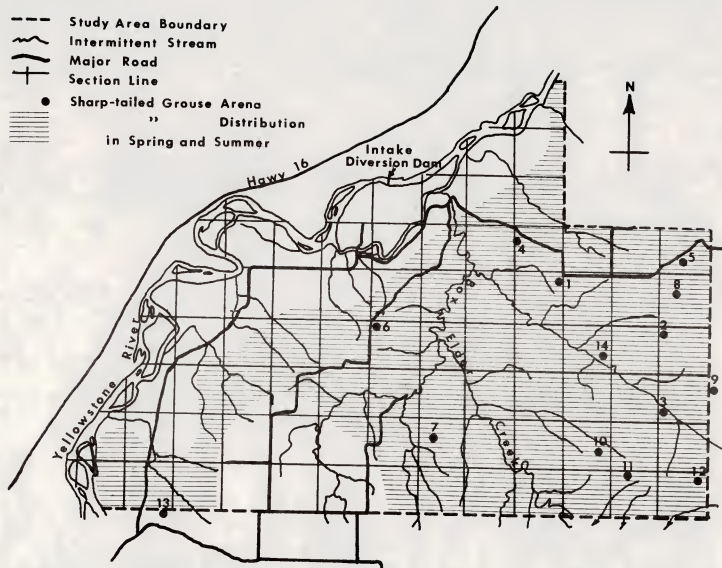 Study Area Boundary
Intermittent Stream
Major Road
Section Line
Sharp-tailed Grouse Arena
" Distribution
in Spring and Summer
N
Hawy 16
Intake
Diversion Dam
Yellowstone River
Box Elder Creek
1
2
3
4
5
6
7
8
9
10
11
12
13
14